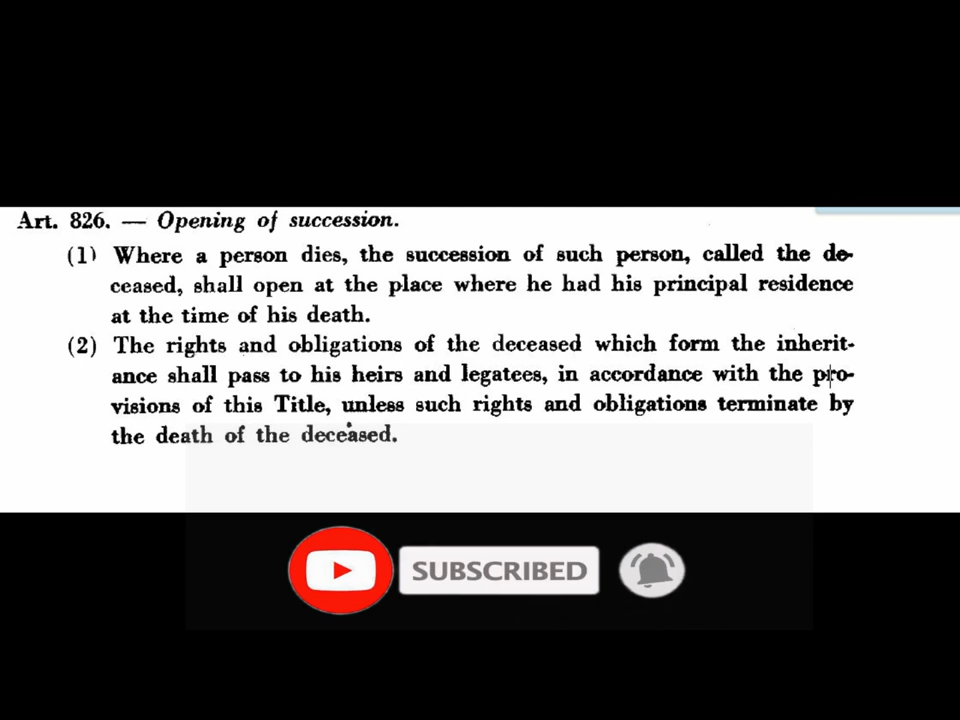 Art. 826. — Opening of succession.
(1) Where a person dies, the succession of such person, called the de-
ceased, shall open at the place where he had his principal residence
at the time of his death.
(2) The rights and obligations of the deceased which form the inherit-
ance shall pass to his heirs and legatees, in accordance with the pro-
visions of this Title, unless such rights and obligations terminate by
the death of the deceased.
SUBSCRIBED